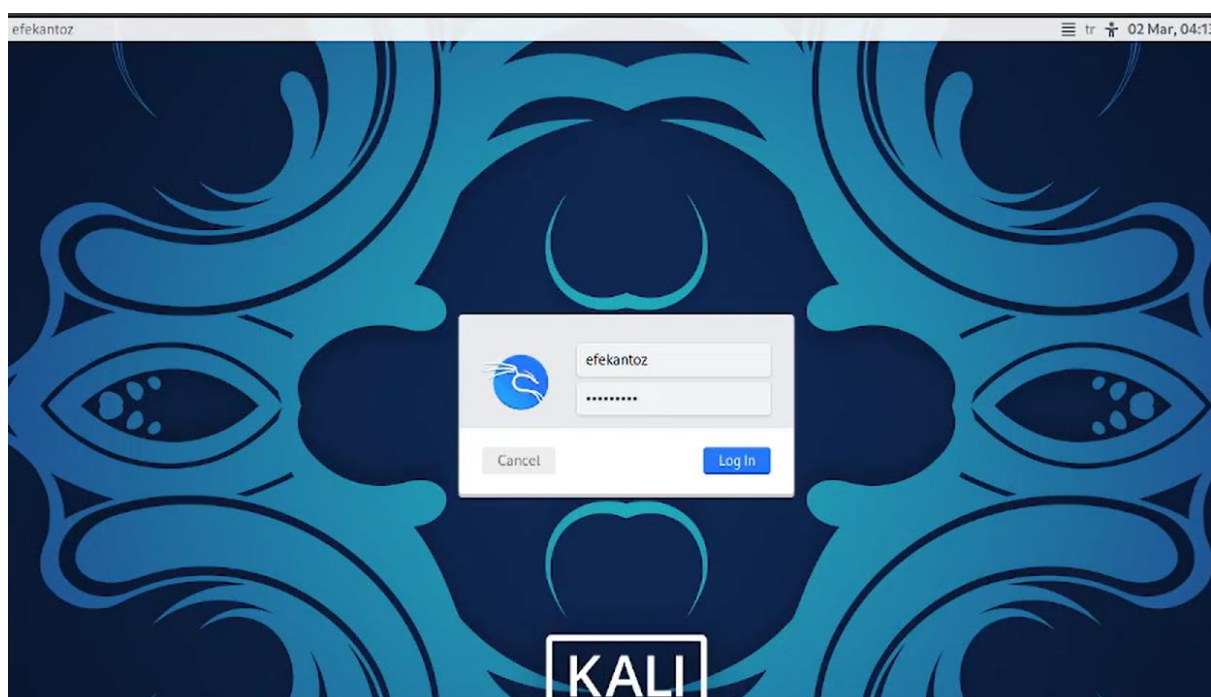 efekantoz
tr 02 Mar, 04:13
efekantoz
•••••••••
Cancel
Log In
KALI